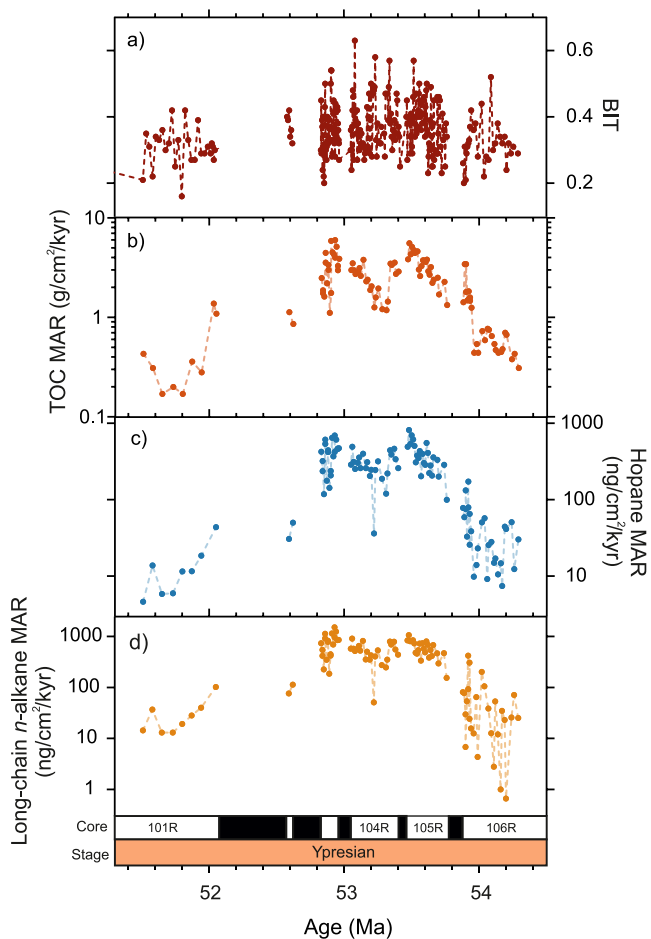 a)
0.6
0.4
0.2
BIT
b)
10
1
0.1
TOC MAR (g/cm²/kyr)
c)
1000
100
10
Hopane MAR
(ng/cm²/kyr)
d)
1000
100
10
1
Long-chain n-alkane MAR
(ng/cm²/kyr)
Core
101R
104R
105R
106R
Stage
Ypresian
52
53
54
Age (Ma)